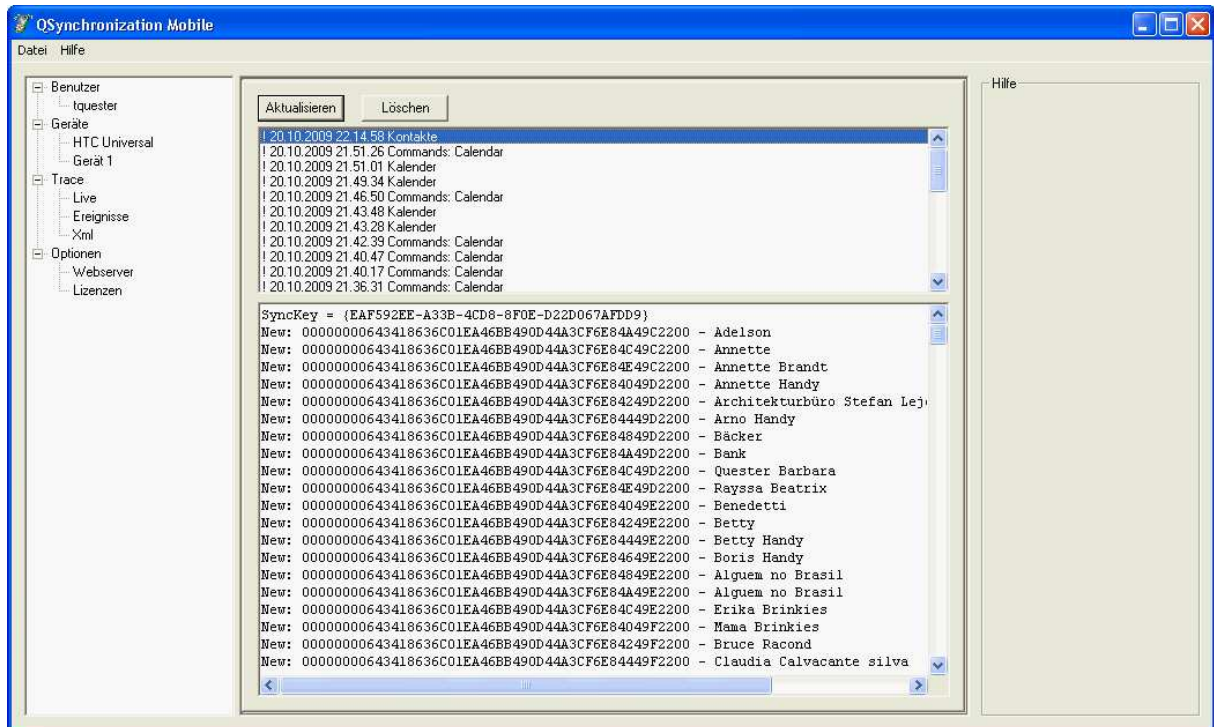 QSynchronization Mobile
Datei Hilfe
Benutzer
tquester
Geräte
HTC Universal
Gerät 1
Trace
Live
Ereignisse
Xml
Optionen
Webserver
Lizenzen
Aktualisieren Löschen
! 20.10.2009 22.14.58 Kontakte
! 20.10.2009 21.51.26 Commands: Calendar
! 20.10.2009 21.51.01 Kalender
! 20.10.2009 21.49.34 Kalender
! 20.10.2009 21.46.50 Commands: Calendar
! 20.10.2009 21.43.48 Kalender
! 20.10.2009 21.43.28 Kalender
! 20.10.2009 21.42.39 Commands: Calendar
! 20.10.2009 21.40.47 Commands: Calendar
! 20.10.2009 21.40.17 Commands: Calendar
! 20.10.2009 21.36.31 Commands: Calendar
SyncKey = {EAF592EE-A33B-4CD8-8F0E-D22D067AFDD9}
New: 00000000643418636C01EA46BB490D44A3CF6E84A49C2200 - Adelson
New: 00000000643418636C01EA46BB490D44A3CF6E84C49C2200 - Annette
New: 00000000643418636C01EA46BB490D44A3CF6E84E49C2200 - Annette Brandt
New: 00000000643418636C01EA46BB490D44A3CF6E84049D2200 - Annette Handy
New: 00000000643418636C01EA46BB490D44A3CF6E84249D2200 - Architekturbüro Stefan Lej
New: 00000000643418636C01EA46BB490D44A3CF6E84449D2200 - Arno Handy
New: 00000000643418636C01EA46BB490D44A3CF6E84849D2200 - Bäcker
New: 00000000643418636C01EA46BB490D44A3CF6E84A49D2200 - Bank
New: 00000000643418636C01EA46BB490D44A3CF6E84C49D2200 - Quester Barbara
New: 00000000643418636C01EA46BB490D44A3CF6E84E49D2200 - Rayssa Beatrix
New: 00000000643418636C01EA46BB490D44A3CF6E84049E2200 - Benedetti
New: 00000000643418636C01EA46BB490D44A3CF6E84249E2200 - Betty
New: 00000000643418636C01EA46BB490D44A3CF6E84449E2200 - Betty Handy
New: 00000000643418636C01EA46BB490D44A3CF6E84649E2200 - Boris Handy
New: 00000000643418636C01EA46BB490D44A3CF6E84849E2200 - Alguem no Brasil
New: 00000000643418636C01EA46BB490D44A3CF6E84A49E2200 - Alguem no Brasil
New: 00000000643418636C01EA46BB490D44A3CF6E84C49E2200 - Erika Brinkies
New: 00000000643418636C01EA46BB490D44A3CF6E84049F2200 - Mama Brinkies
New: 00000000643418636C01EA46BB490D44A3CF6E84249F2200 - Bruce Racond
New: 00000000643418636C01EA46BB490D44A3CF6E84449F2200 - Claudia Calvacante silva
Hilfe